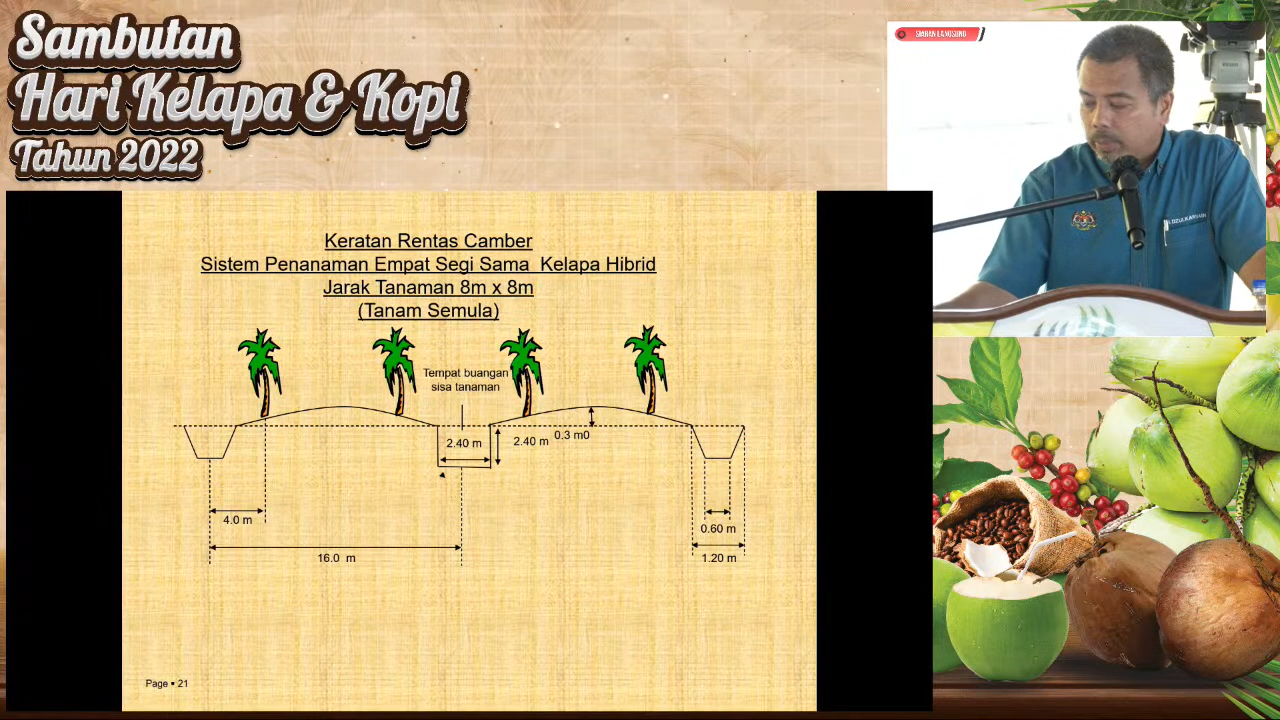 Sambutan
Hari Kelapa & Kopi
Tahun 2022
SIARAN LANGSUNG
Keratan Rentas Camber
Sistem Penanaman Empat Segi Sama Kelapa Hibrid
Jarak Tanaman 8m x 8m
(Tanam Semula)
Tempat buangan
sisa tanaman
2.40 m
2.40 m
0.3 m0
4.0 m
16.0 m
0.60 m
1.20 m
Page ▪ 21